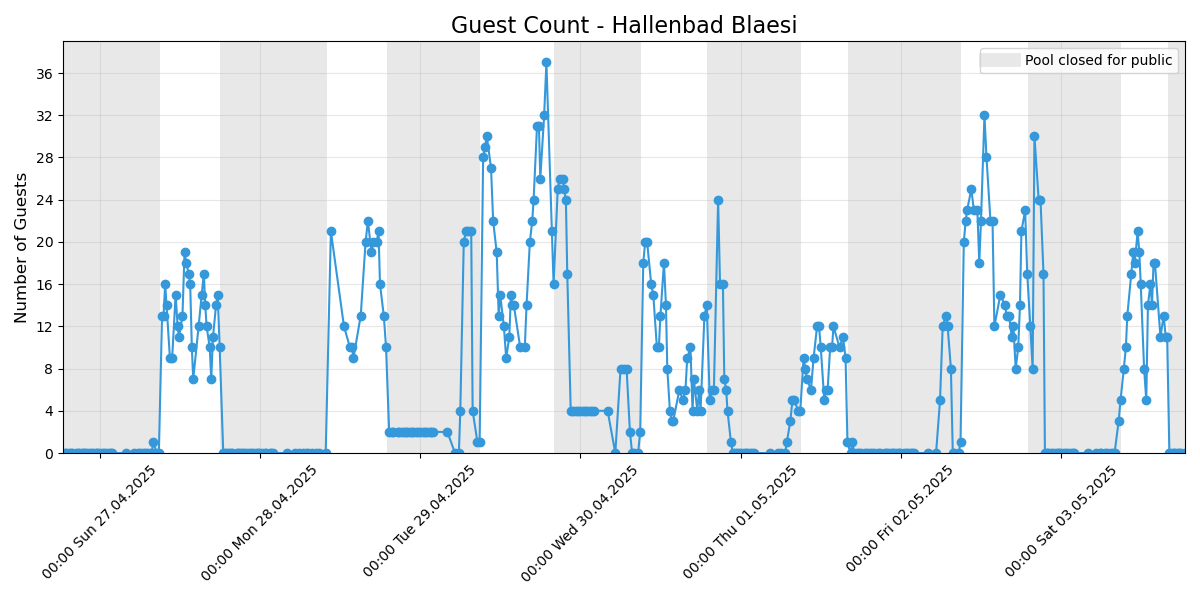 Guest Count - Hallenbad Blaesi
Pool closed for public
Number of Guests
36
32
28
24
20
16
12
8
4
0
00:00 Sun 27.04.2025
00:00 Mon 28.04.2025
00:00 Tue 29.04.2025
00:00 Wed 30.04.2025
00:00 Thu 01.05.2025
00:00 Fri 02.05.2025
00:00 Sat 03.05.2025